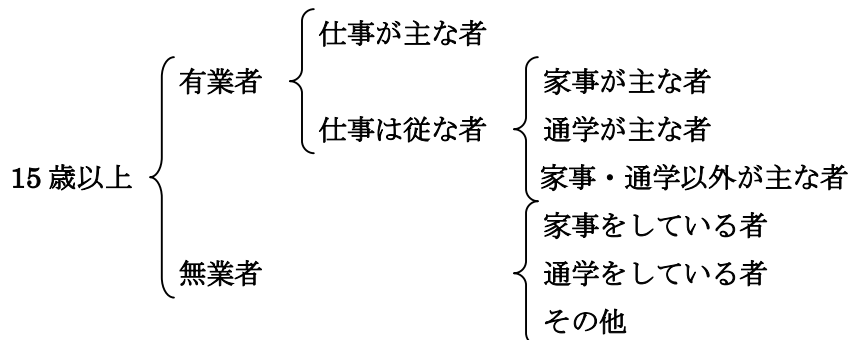 仕事が主な者
有業者
家事が主な者
仕事は従な者
通学が主な者
15歳以上
家事・通学以外が主な者
家事をしている者
無業者
通学をしている者
その他